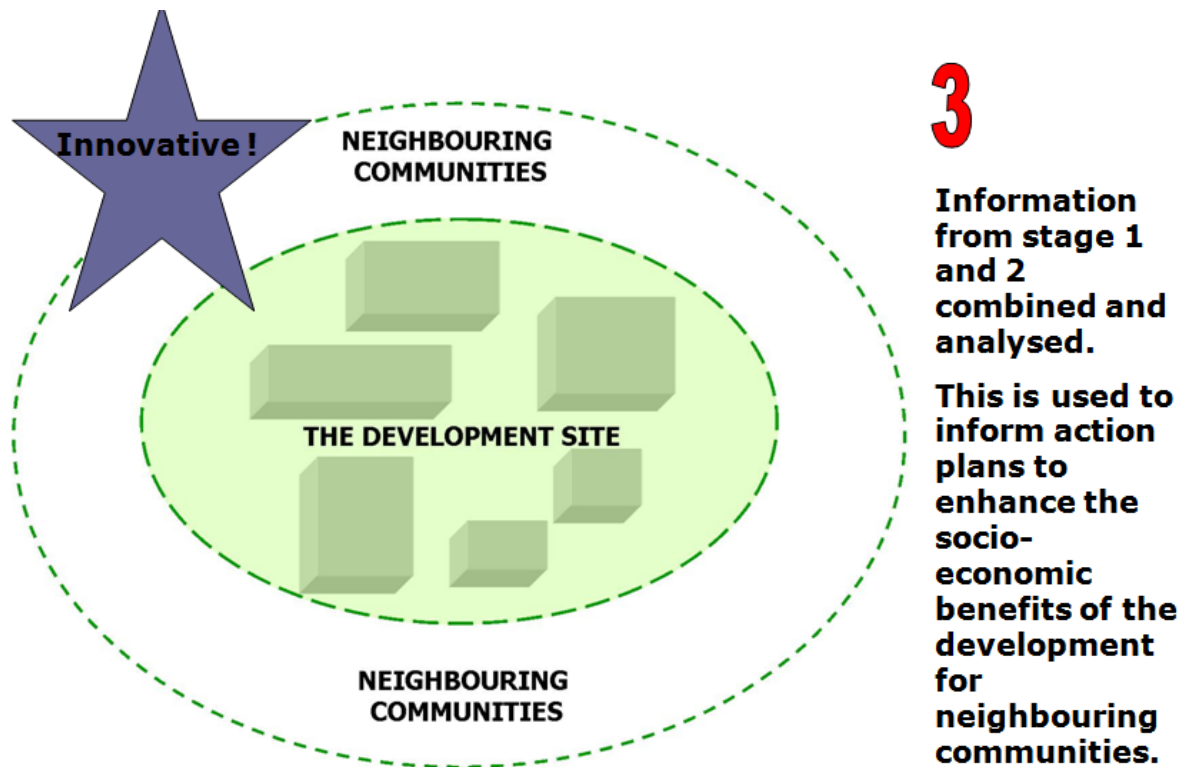 Innovative!
NEIGHBOURING
COMMUNITIES
THE DEVELOPMENT SITE
NEIGHBOURING
COMMUNITIES
3
Information
from stage 1
and 2
combined and
analysed.
This is used to
inform action
plans to
enhance the
socio-
economic
benefits of the
development
for
neighbouring
communities.